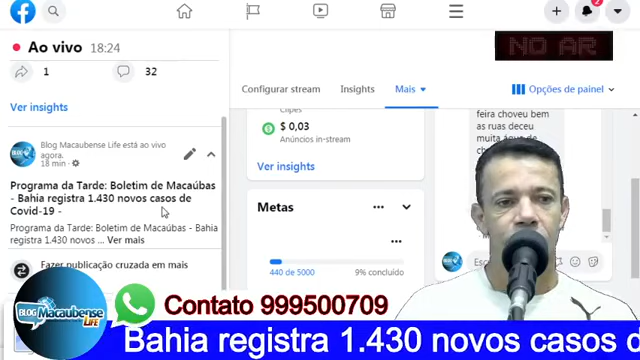 2
Ao vivo 18:24
NO AR
1 32
Configurar stream Insights Mais
Opções de painel
Ver insights
Clipes
$ 0,03
Anúncios in-stream
Ver insights
feira choveu bem
as ruas deceu
muita água de
Blog Macaubense Life está ao vivo
agora.
18 min
Programa da Tarde: Boletim de Macaúbas
- Bahia registra 1.430 novos casos de
Covid-19 -
Programa da Tarde: Boletim de Macaúbas - Bahia
registra 1.430 novos ... Ver mais
Fazer publicação cruzada em mais
Metas
440 de 5000 9% concluído
BLOG
Macaubense
LIFE
Contato 999500709
Bahia registra 1.430 novos casos